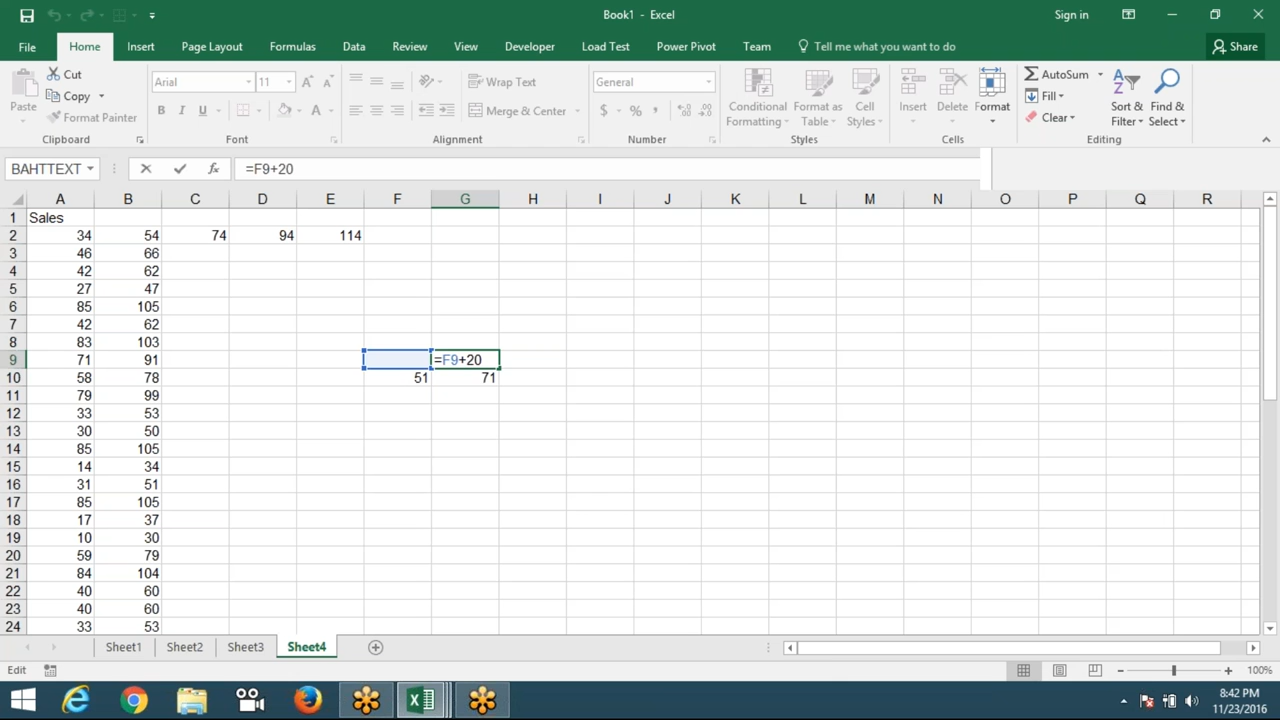 Book1 - Excel
Sign in
File Home Insert Page Layout Formulas Data Review View Developer Load Test Power Pivot Team Tell me what you want to do Share
Paste Cut Copy Format Painter
Arial 11
B I U A
Wrap Text
Merge & Center
General
$ % ,
Conditional Formatting Format as Table Cell Styles
Insert Delete Format
AutoSum
Fill
Clear
Sort & Filter Find & Select
Clipboard Font Alignment Number Styles Cells Editing
BAHTTEXT fx =F9+20
A B C D E F G H I J K L M N O P Q R
1 Sales
2 34 54 74 94 114
3 46 66
4 42 62
5 27 47
6 85 105
7 42 62
8 83 103
9 71 91 =F9+20
10 58 78 51 71
11 79 99
12 33 53
13 30 50
14 85 105
15 14 34
16 31 51
17 85 105
18 17 37
19 10 30
20 59 79
21 84 104
22 40 60
23 40 60
24 33 53
Sheet1 Sheet2 Sheet3 Sheet4
Edit 100%
8:42 PM
11/23/2016